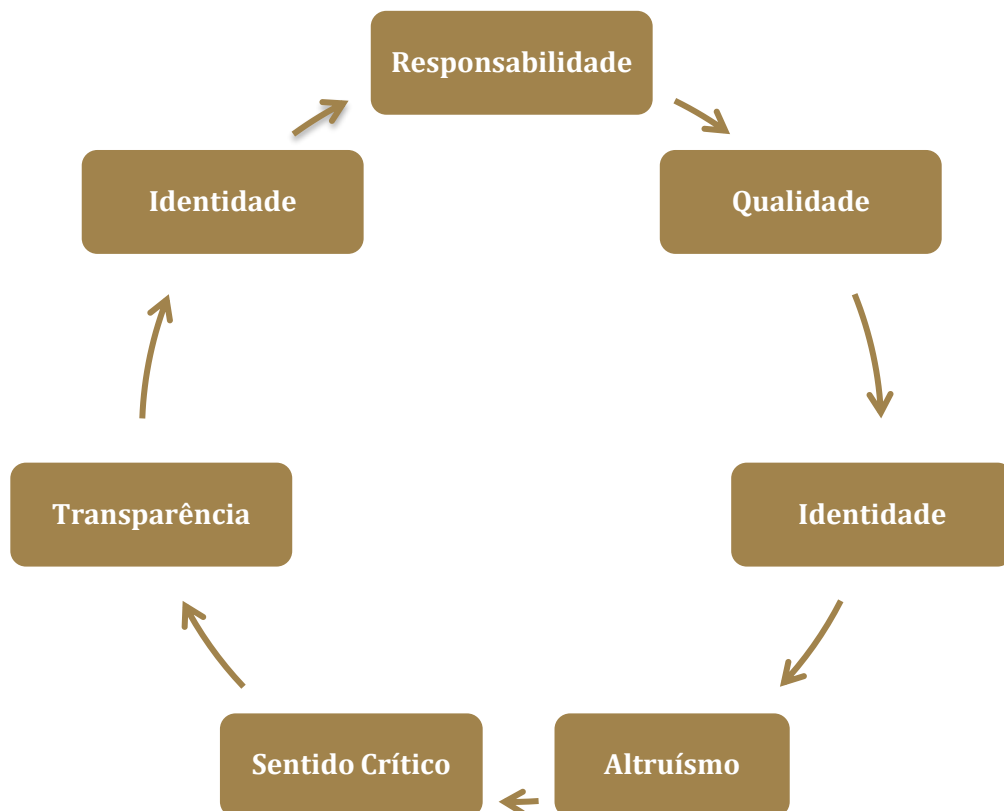 Responsabilidade
Identidade
Qualidade
Transparência
Identidade
Sentido Crítico
Altruísmo